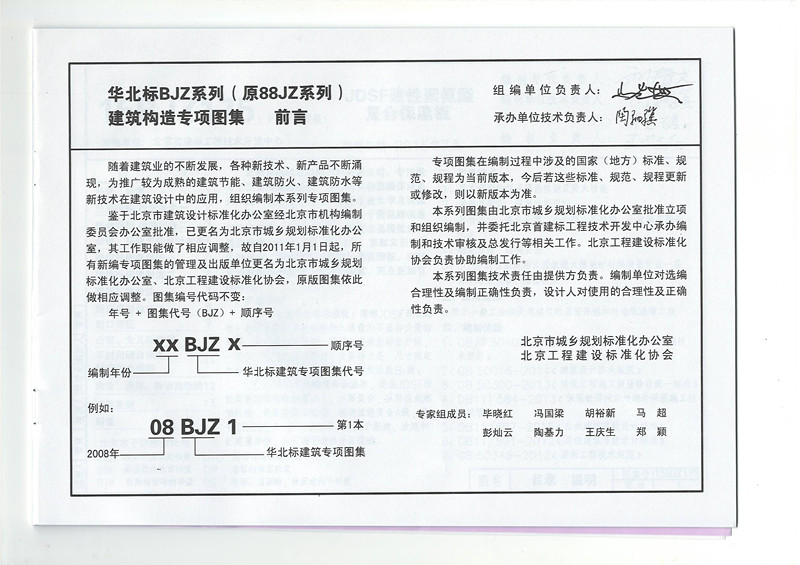 华北标BJZ系列（原88JZ系列）
建筑构造专项图集　前言
组编单位负责人：
承办单位技术负责人：
随着建筑业的不断发展，各种新技术、新产品不断涌
现，为推广较为成熟的建筑节能、建筑防火、建筑防水等
新技术在建筑设计中的应用，组织编制本系列专项图集。
鉴于北京市建筑设计标准化办公室经北京市机构编制
委员会办公室批准，已更名为北京市城乡规划标准化办公
室，其工作职能做了相应调整，故自2011年1月1日起，所
有新编专项图集的管理及出版单位更名为北京市城乡规划
标准化办公室、北京工程建设标准化协会，原版图集依此
做相应调整。图集编号代码不变：
年号 + 图集代号（BJZ）+ 顺序号
XX BJZ X 顺序号
编制年份 华北标建筑专项图集代号
例如：
08 BJZ 1 第1本
2008年 华北标建筑专项图集
专项图集在编制过程中涉及的国家（地方）标准、规
范、规程为当前版本，今后若这些标准、规范、规程更新
或修改，则以新版本为准。
本系列图集由北京市城乡规划标准化办公室批准立项
和组织编制，并委托北京首建标工程技术开发中心承办编
制和技术审核及总发行等相关工作。北京工程建设标准化
协会负责协助编制工作。
本系列图集技术责任由提供方负责。编制单位对选编
合理性及编制正确性负责，设计人对使用的合理性及正确
性负责。
北京市城乡规划标准化办公室
北京工程建设标准化协会
专家组成员：毕晓红　冯国梁　胡裕新　马　超
彭灿云　陶基力　王庆生　郑　颖